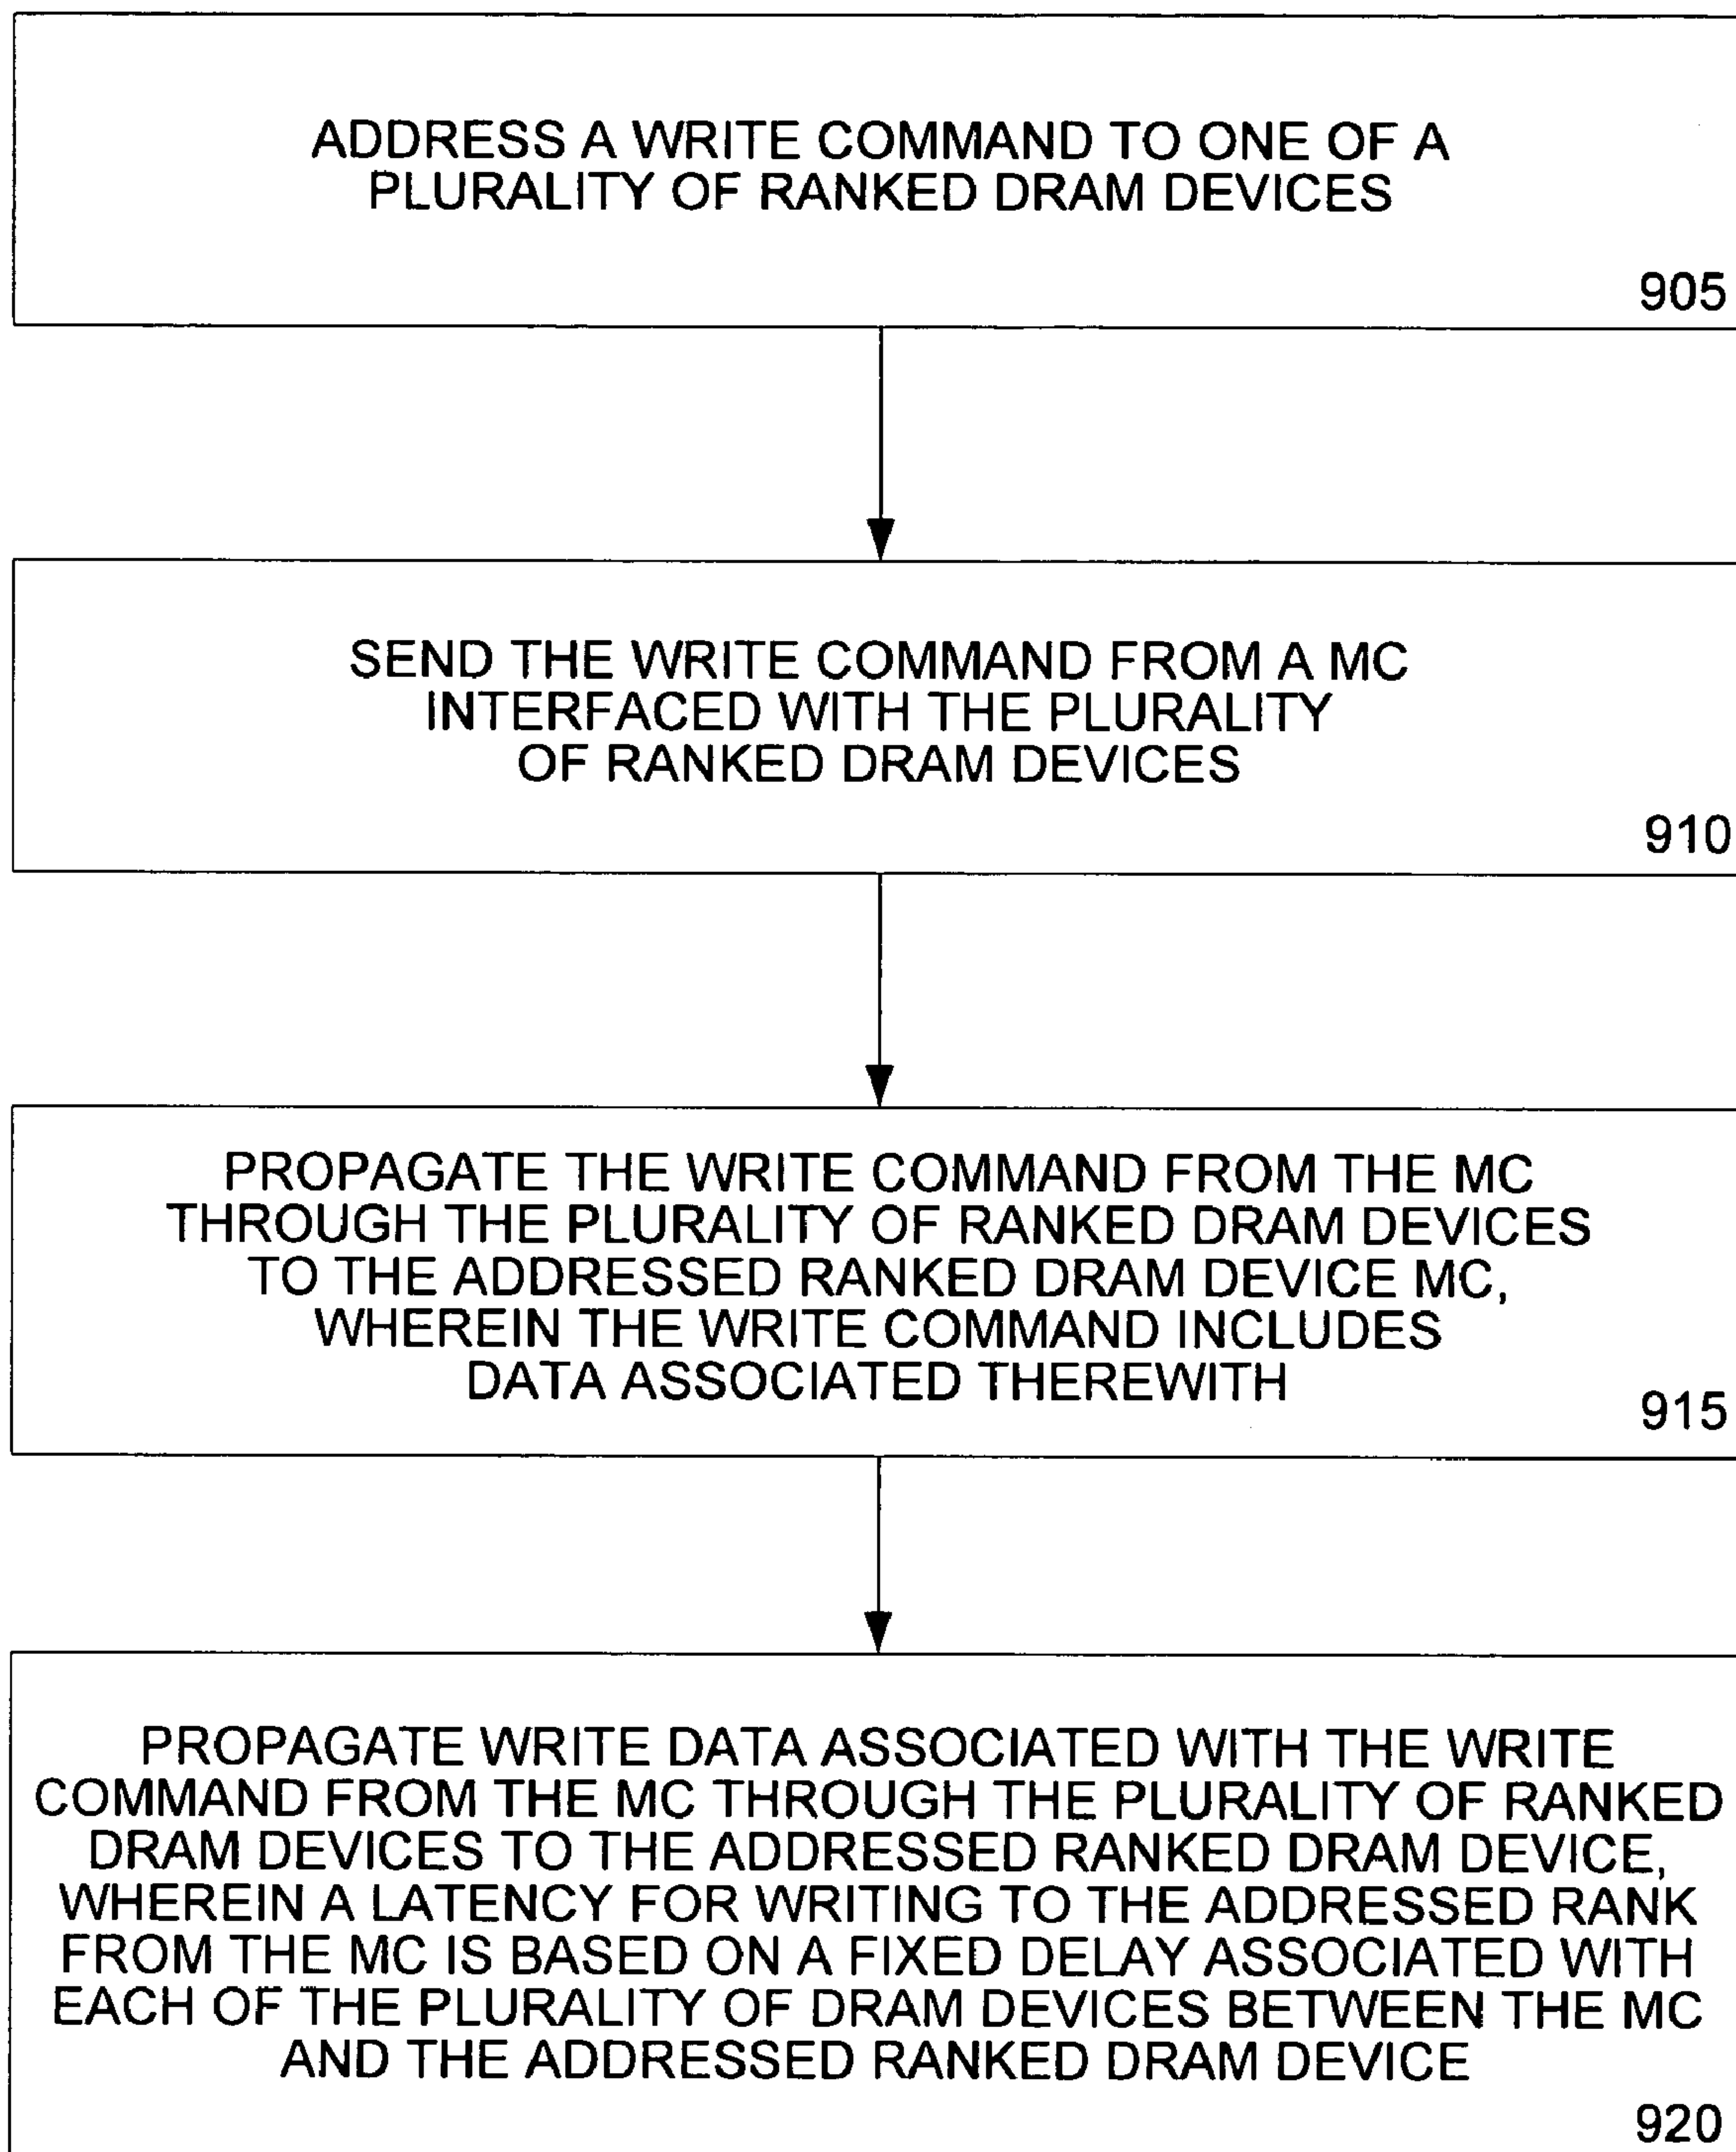 ADDRESS A WRITE COMMAND TO ONE OF A
PLURALITY OF RANKED DRAM DEVICES
905
SEND THE WRITE COMMAND FROM A MC
INTERFACED WITH THE PLURALITY
OF RANKED DRAM DEVICES
910
PROPAGATE THE WRITE COMMAND FROM THE MC
THROUGH THE PLURALITY OF RANKED DRAM DEVICES
TO THE ADDRESSED RANKED DRAM DEVICE MC,
WHEREIN THE WRITE COMMAND INCLUDES
DATA ASSOCIATED THEREWITH
915
PROPAGATE WRITE DATA ASSOCIATED WITH THE WRITE
COMMAND FROM THE MC THROUGH THE PLURALITY OF RANKED
DRAM DEVICES TO THE ADDRESSED RANKED DRAM DEVICE,
WHEREIN A LATENCY FOR WRITING TO THE ADDRESSED RANK
FROM THE MC IS BASED ON A FIXED DELAY ASSOCIATED WITH
EACH OF THE PLURALITY OF DRAM DEVICES BETWEEN THE MC
AND THE ADDRESSED RANKED DRAM DEVICE
920